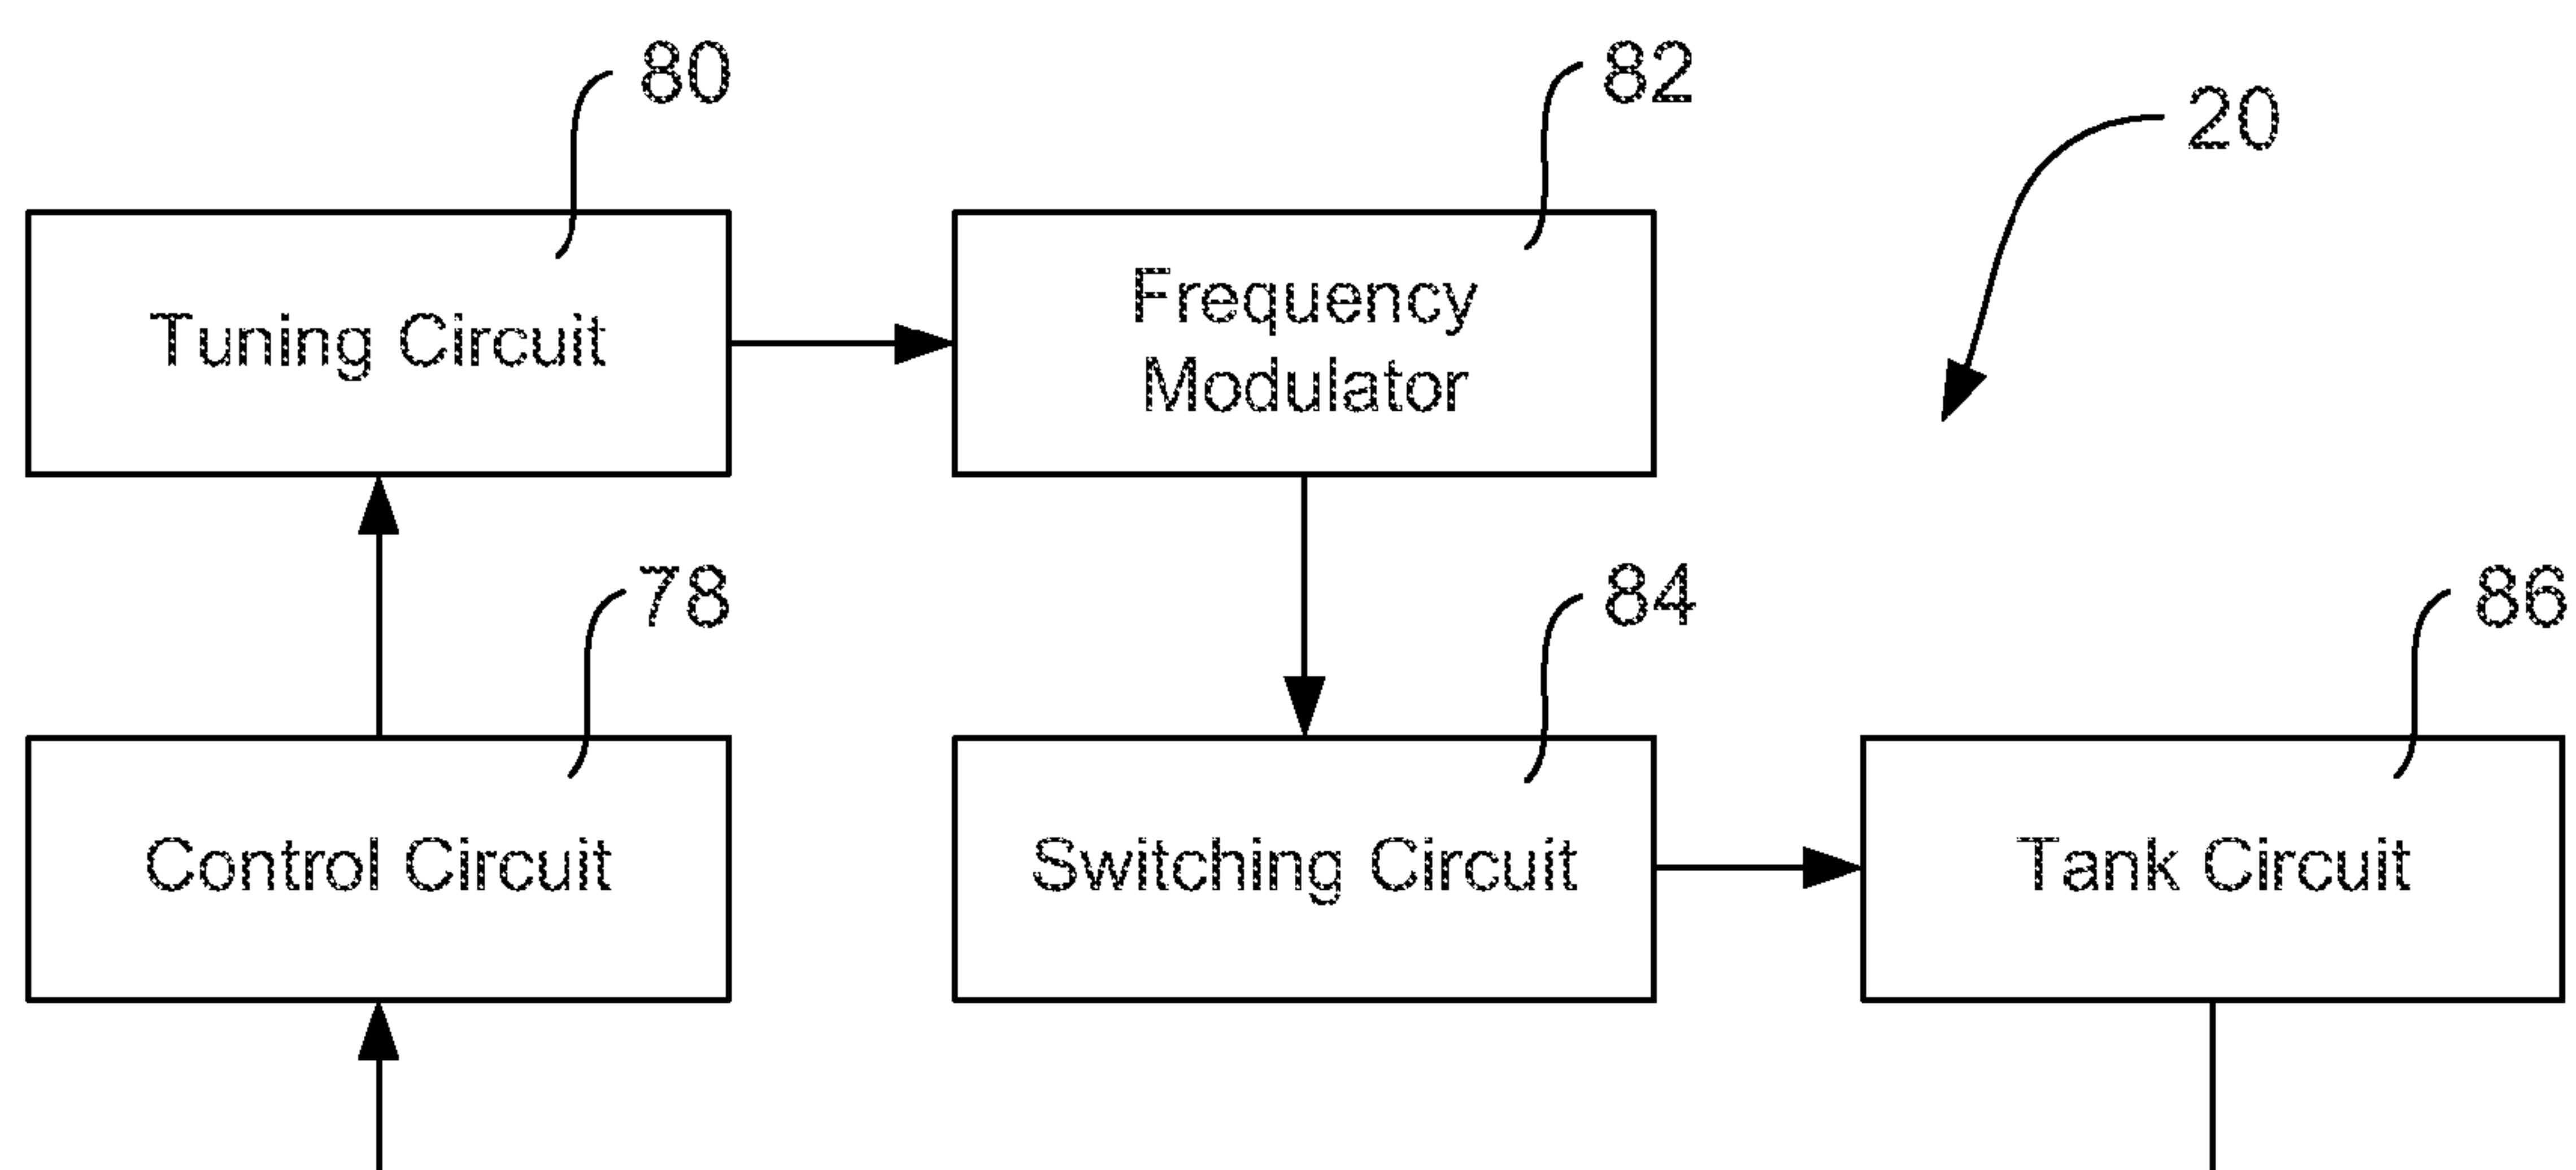 80
82
20
Tuning Circuit
Frequency
Modulator
78
84
86
Control Circuit
Switching Circuit
Tank Circuit